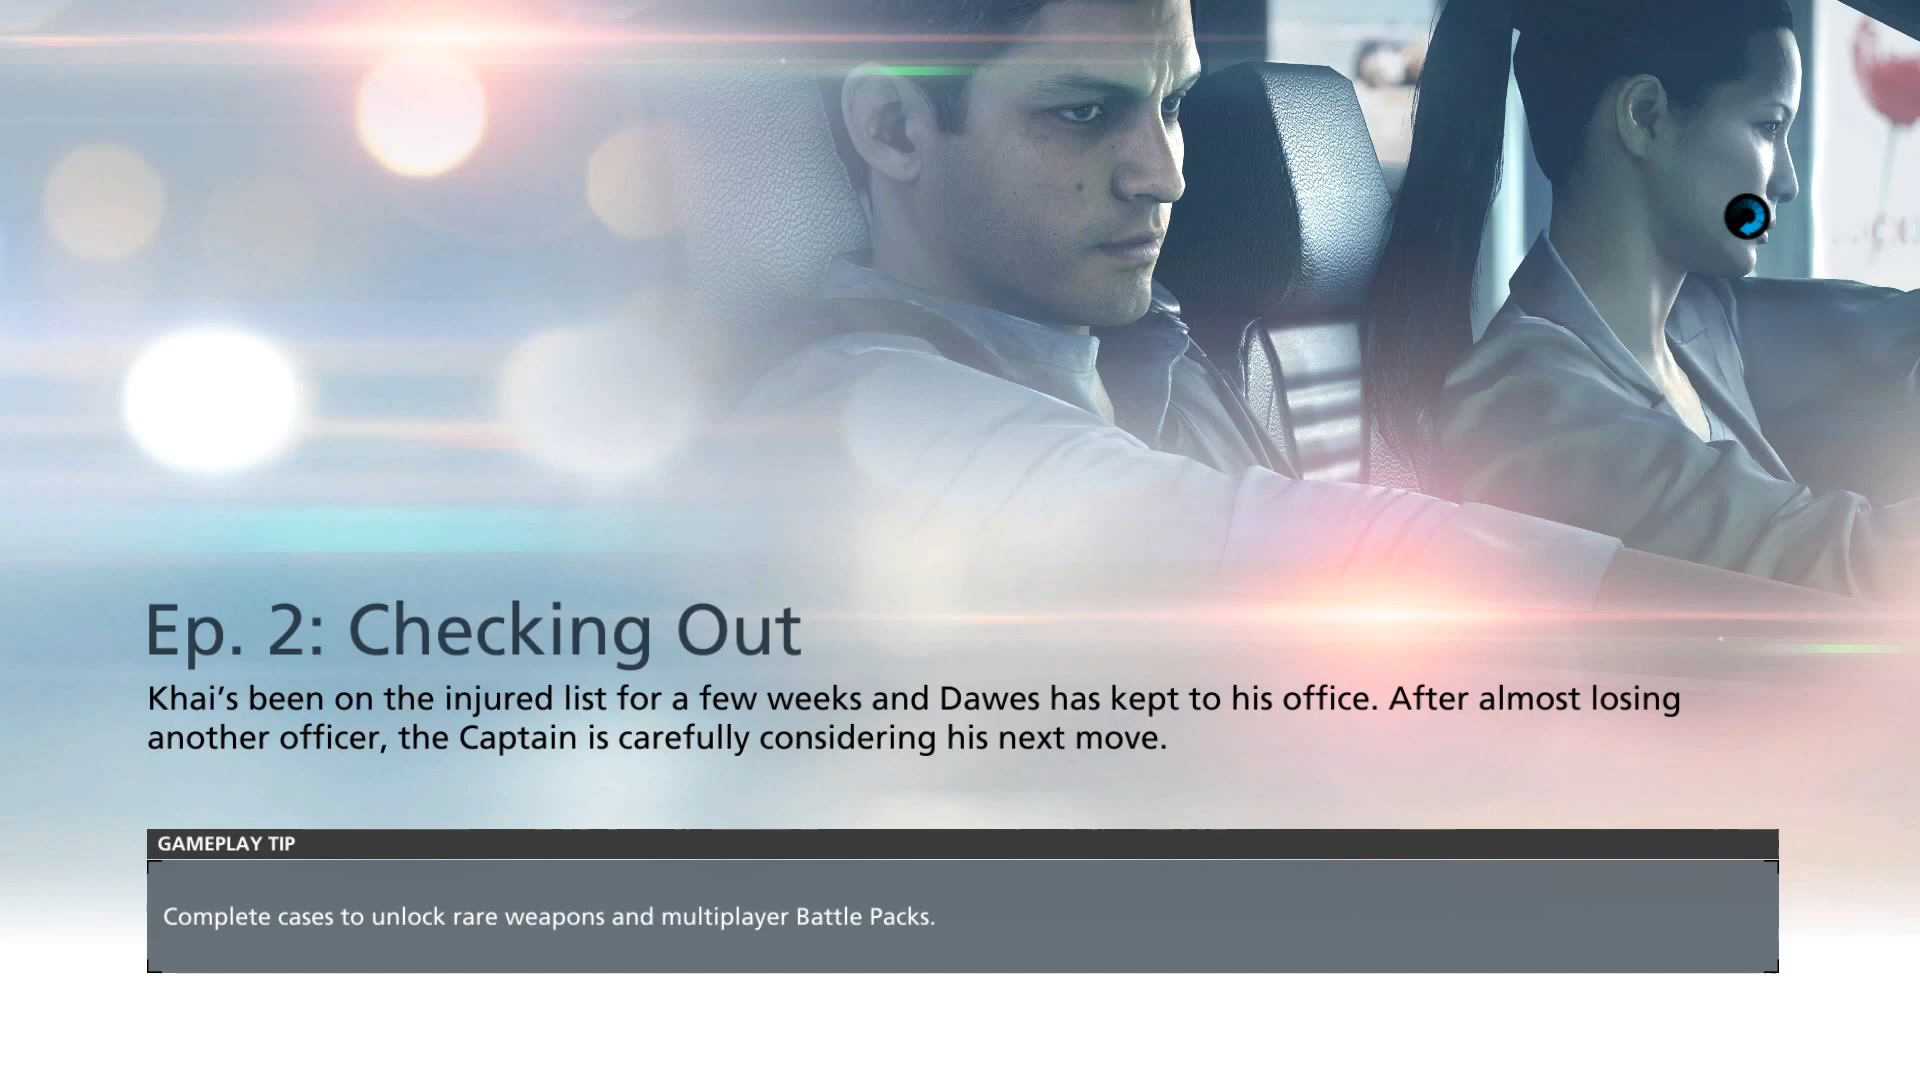 Ep. 2: Checking Out
Khai’s been on the injured list for a few weeks and Dawes has kept to his office. After almost losing
another officer, the Captain is carefully considering his next move.
GAMEPLAY TIP
Complete cases to unlock rare weapons and multiplayer Battle Packs.